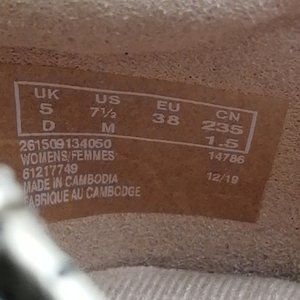 UK US EU CN
5 7½ 38 235
D M 1.5
261509134050 14786
WOMENS/FEMMES
61217749 12/19
MADE IN CAMBODIA
FABRIQUE AU CAMBODGE